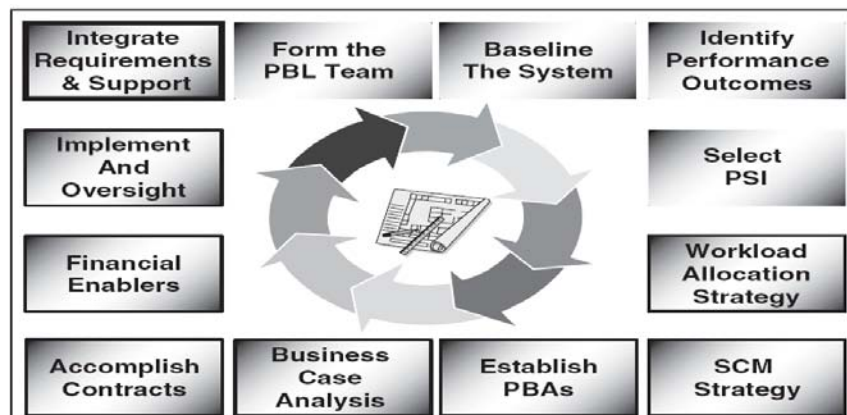 Integrate
Requirements
& Support
Form the
PBL Team
Baseline
The System
Identify
Performance
Outcomes
Implement
And
Oversight
Select
PSI
Financial
Enablers
Workload
Allocation
Strategy
Accomplish
Contracts
Business
Case
Analysis
Establish
PBAs
SCM
Strategy